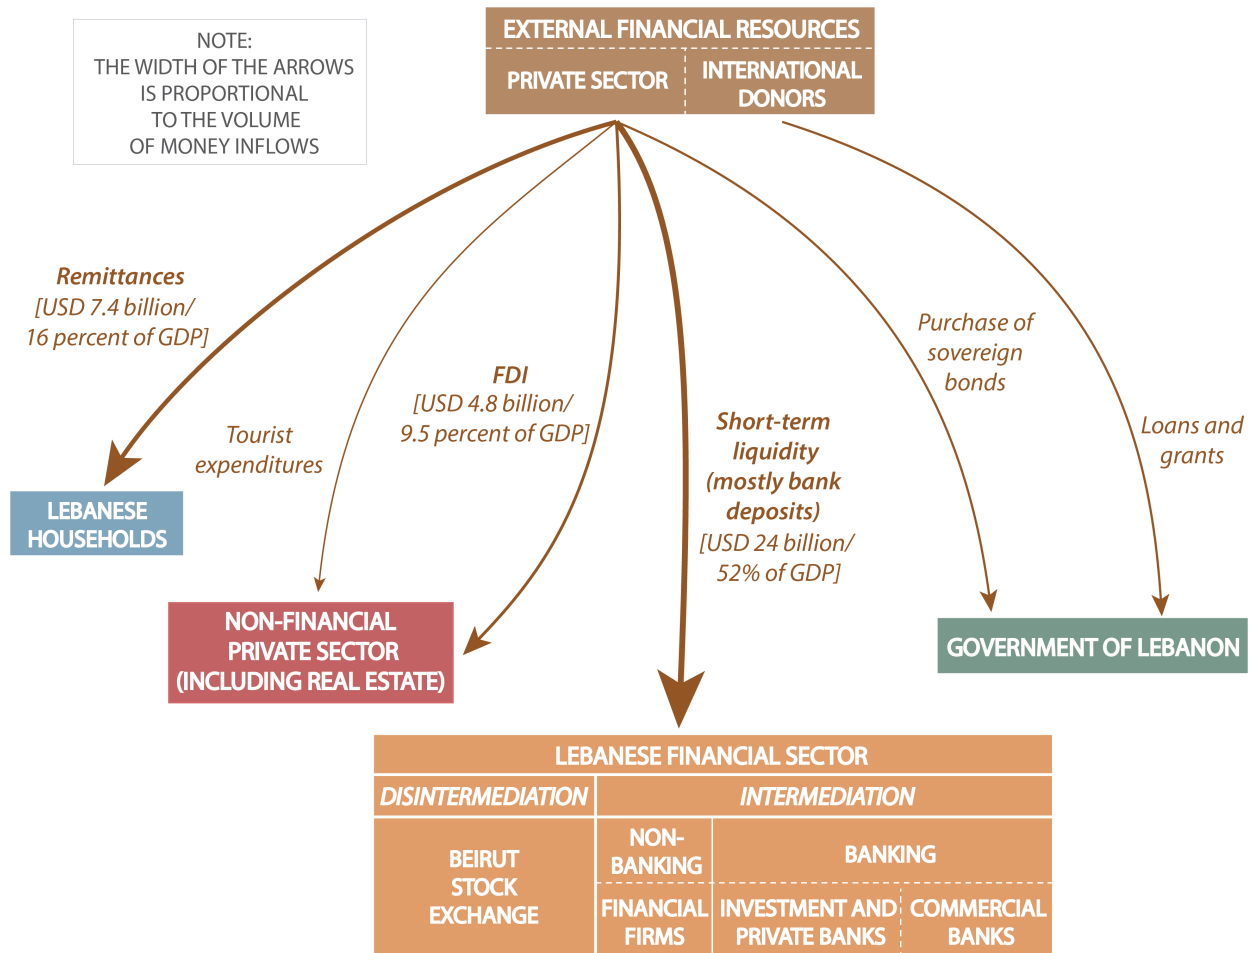 NOTE:
THE WIDTH OF THE ARROWS
IS PROPORTIONAL
TO THE VOLUME
OF MONEY INFLOWS
EXTERNAL FINANCIAL RESOURCES
PRIVATE SECTOR
INTERNATIONAL
DONORS
Remittances
[USD 7.4 billion/
16 percent of GDP]
Tourist
expenditures
FDI
[USD 4.8 billion/
9.5 percent of GDP]
Short-term
liquidity
(mostly bank
deposits)
[USD 24 billion/
52% of GDP]
Purchase of
sovereign
bonds
Loans and
grants
LEBANESE
HOUSEHOLDS
NON-FINANCIAL
PRIVATE SECTOR
(INCLUDING REAL ESTATE)
GOVERNMENT OF LEBANON
LEBANESE FINANCIAL SECTOR
DISINTERMEDIATION
INTERMEDIATION
BEIRUT
STOCK
EXCHANGE
NON-
BANKING
BANKING
FINANCIAL
FIRMS
INVESTMENT AND
PRIVATE BANKS
COMMERCIAL
BANKS